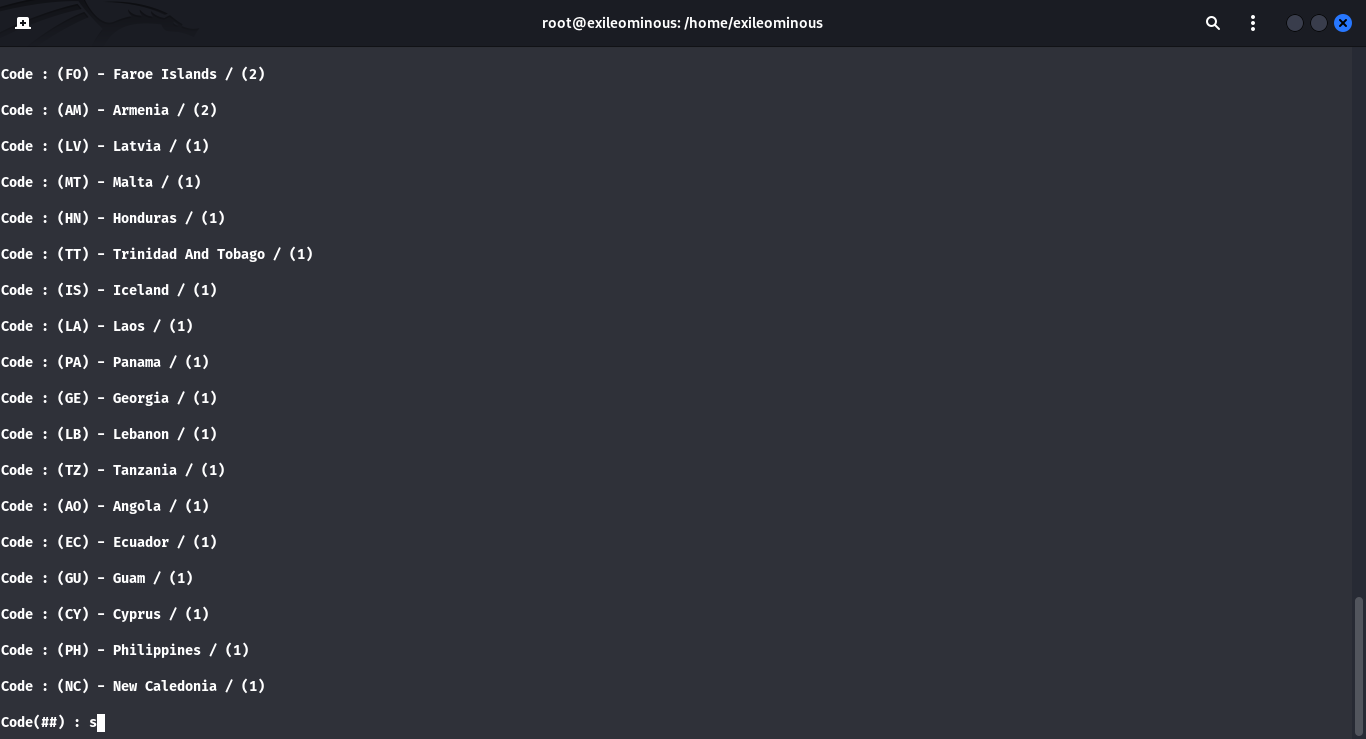 root@exileominous: /home/exileominous
Code : (FO) - Faroe Islands / (2)
Code : (AM) - Armenia / (2)
Code : (LV) - Latvia / (1)
Code : (MT) - Malta / (1)
Code : (HN) - Honduras / (1)
Code : (TT) - Trinidad And Tobago / (1)
Code : (IS) - Iceland / (1)
Code : (LA) - Laos / (1)
Code : (PA) - Panama / (1)
Code : (GE) - Georgia / (1)
Code : (LB) - Lebanon / (1)
Code : (TZ) - Tanzania / (1)
Code : (AO) - Angola / (1)
Code : (EC) - Ecuador / (1)
Code : (GU) - Guam / (1)
Code : (CY) - Cyprus / (1)
Code : (PH) - Philippines / (1)
Code : (NC) - New Caledonia / (1)
Code(##) : s